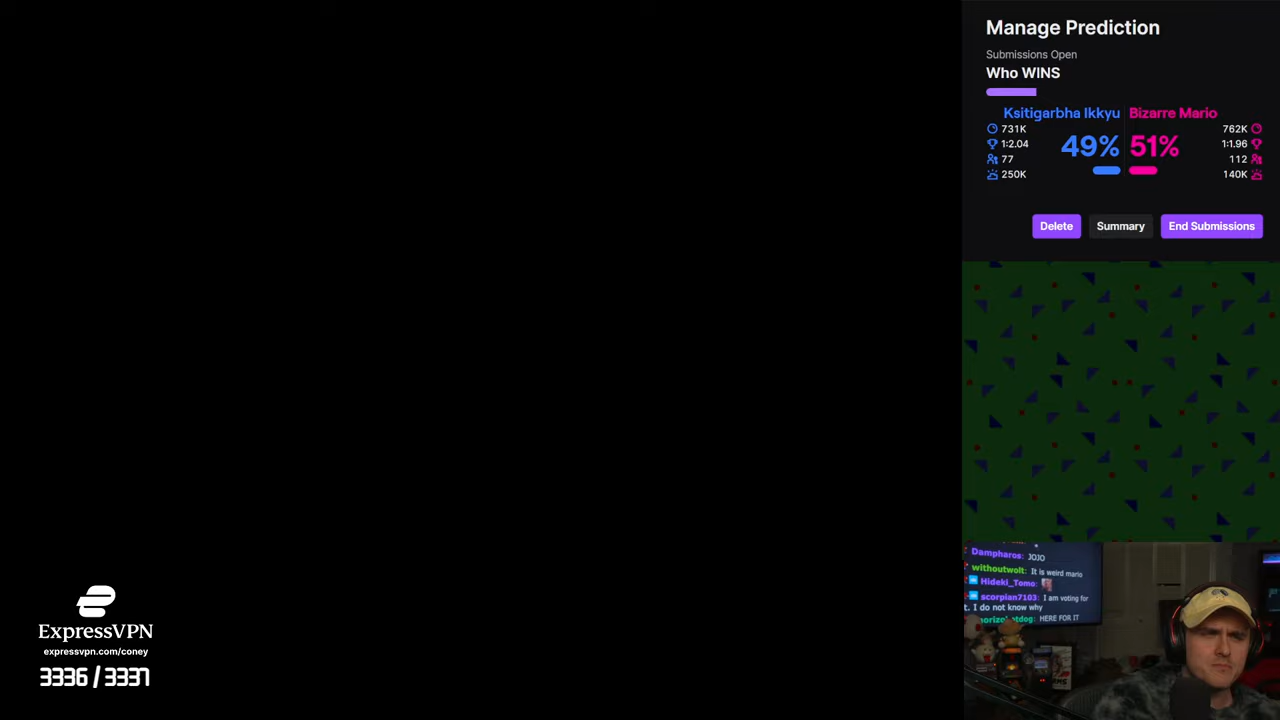 Manage Prediction
Submissions Open
Who WINS
Ksitigarbha Ikkyu
731K
1:2.04
77
250K
49%
Bizarre Mario
51%
762K
1:1.96
112
140K
Delete
Summary
End Submissions
Dampharos: JOJO
withoutwolt: It is weird mario
Hideki_Tomo:
scorpian7103: I am voting for
t. I do not know why
HERE FOR IT
ExpressVPN
expressvpn.com/coney
3336 / 3337